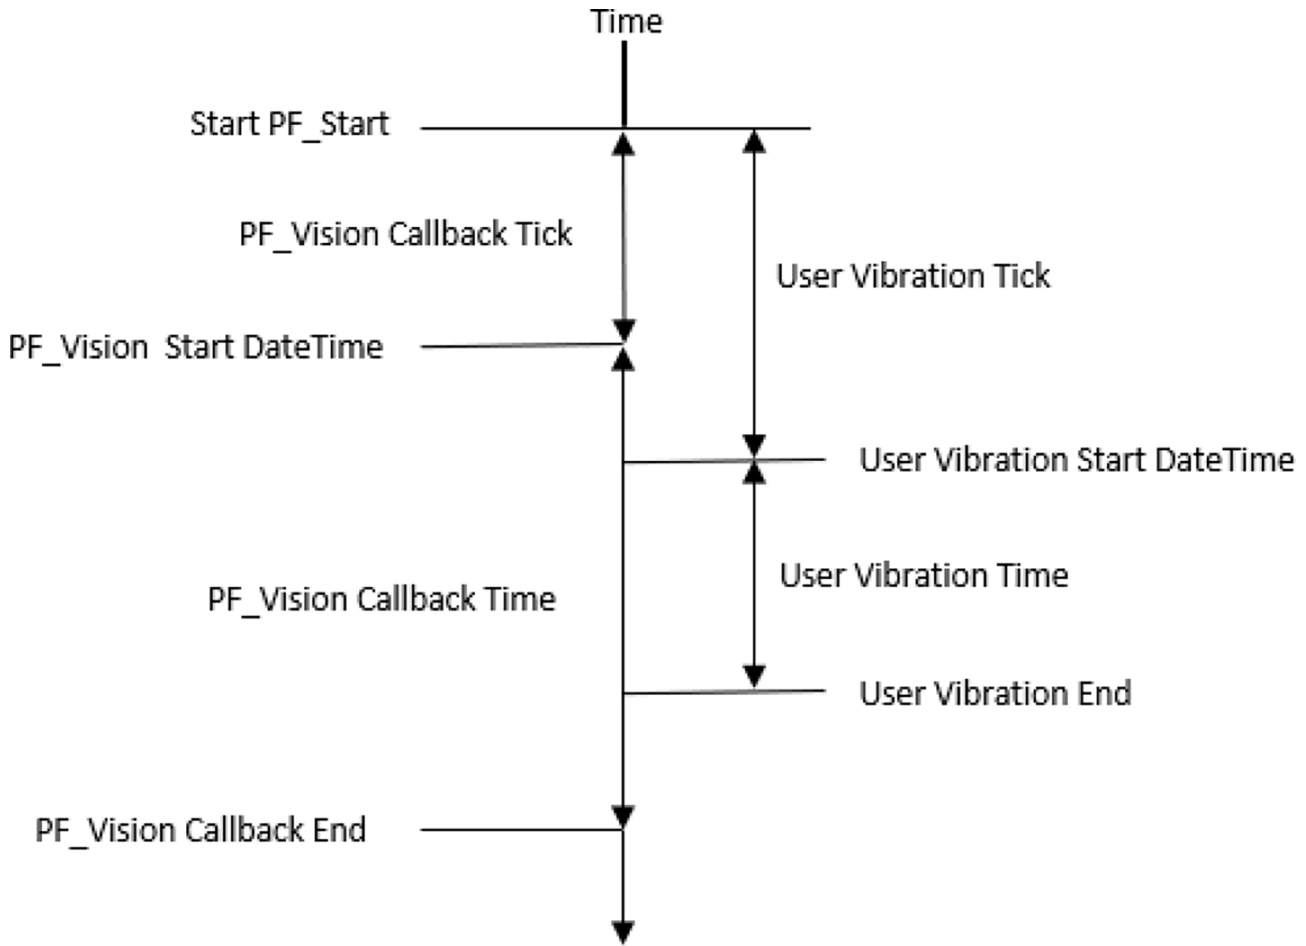 Time
Start PF_Start
PF_Vision Callback Tick
User Vibration Tick
PF_Vision Start DateTime
User Vibration Start DateTime
User Vibration Time
PF_Vision Callback Time
User Vibration End
PF_Vision Callback End